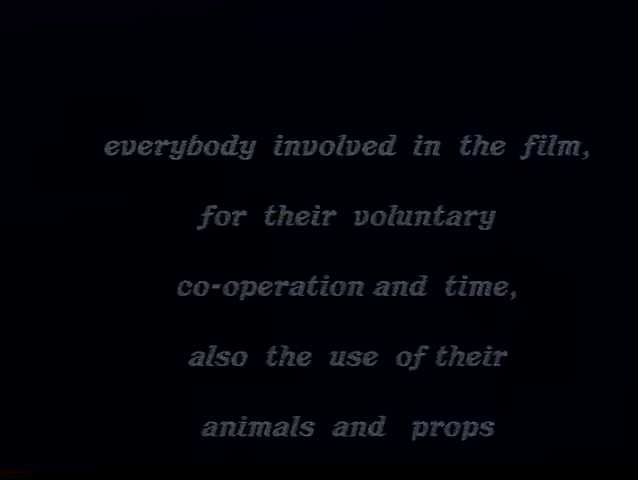 everybody involved in the film,
for their voluntary
co-operation and time,
also the use of their
animals and props